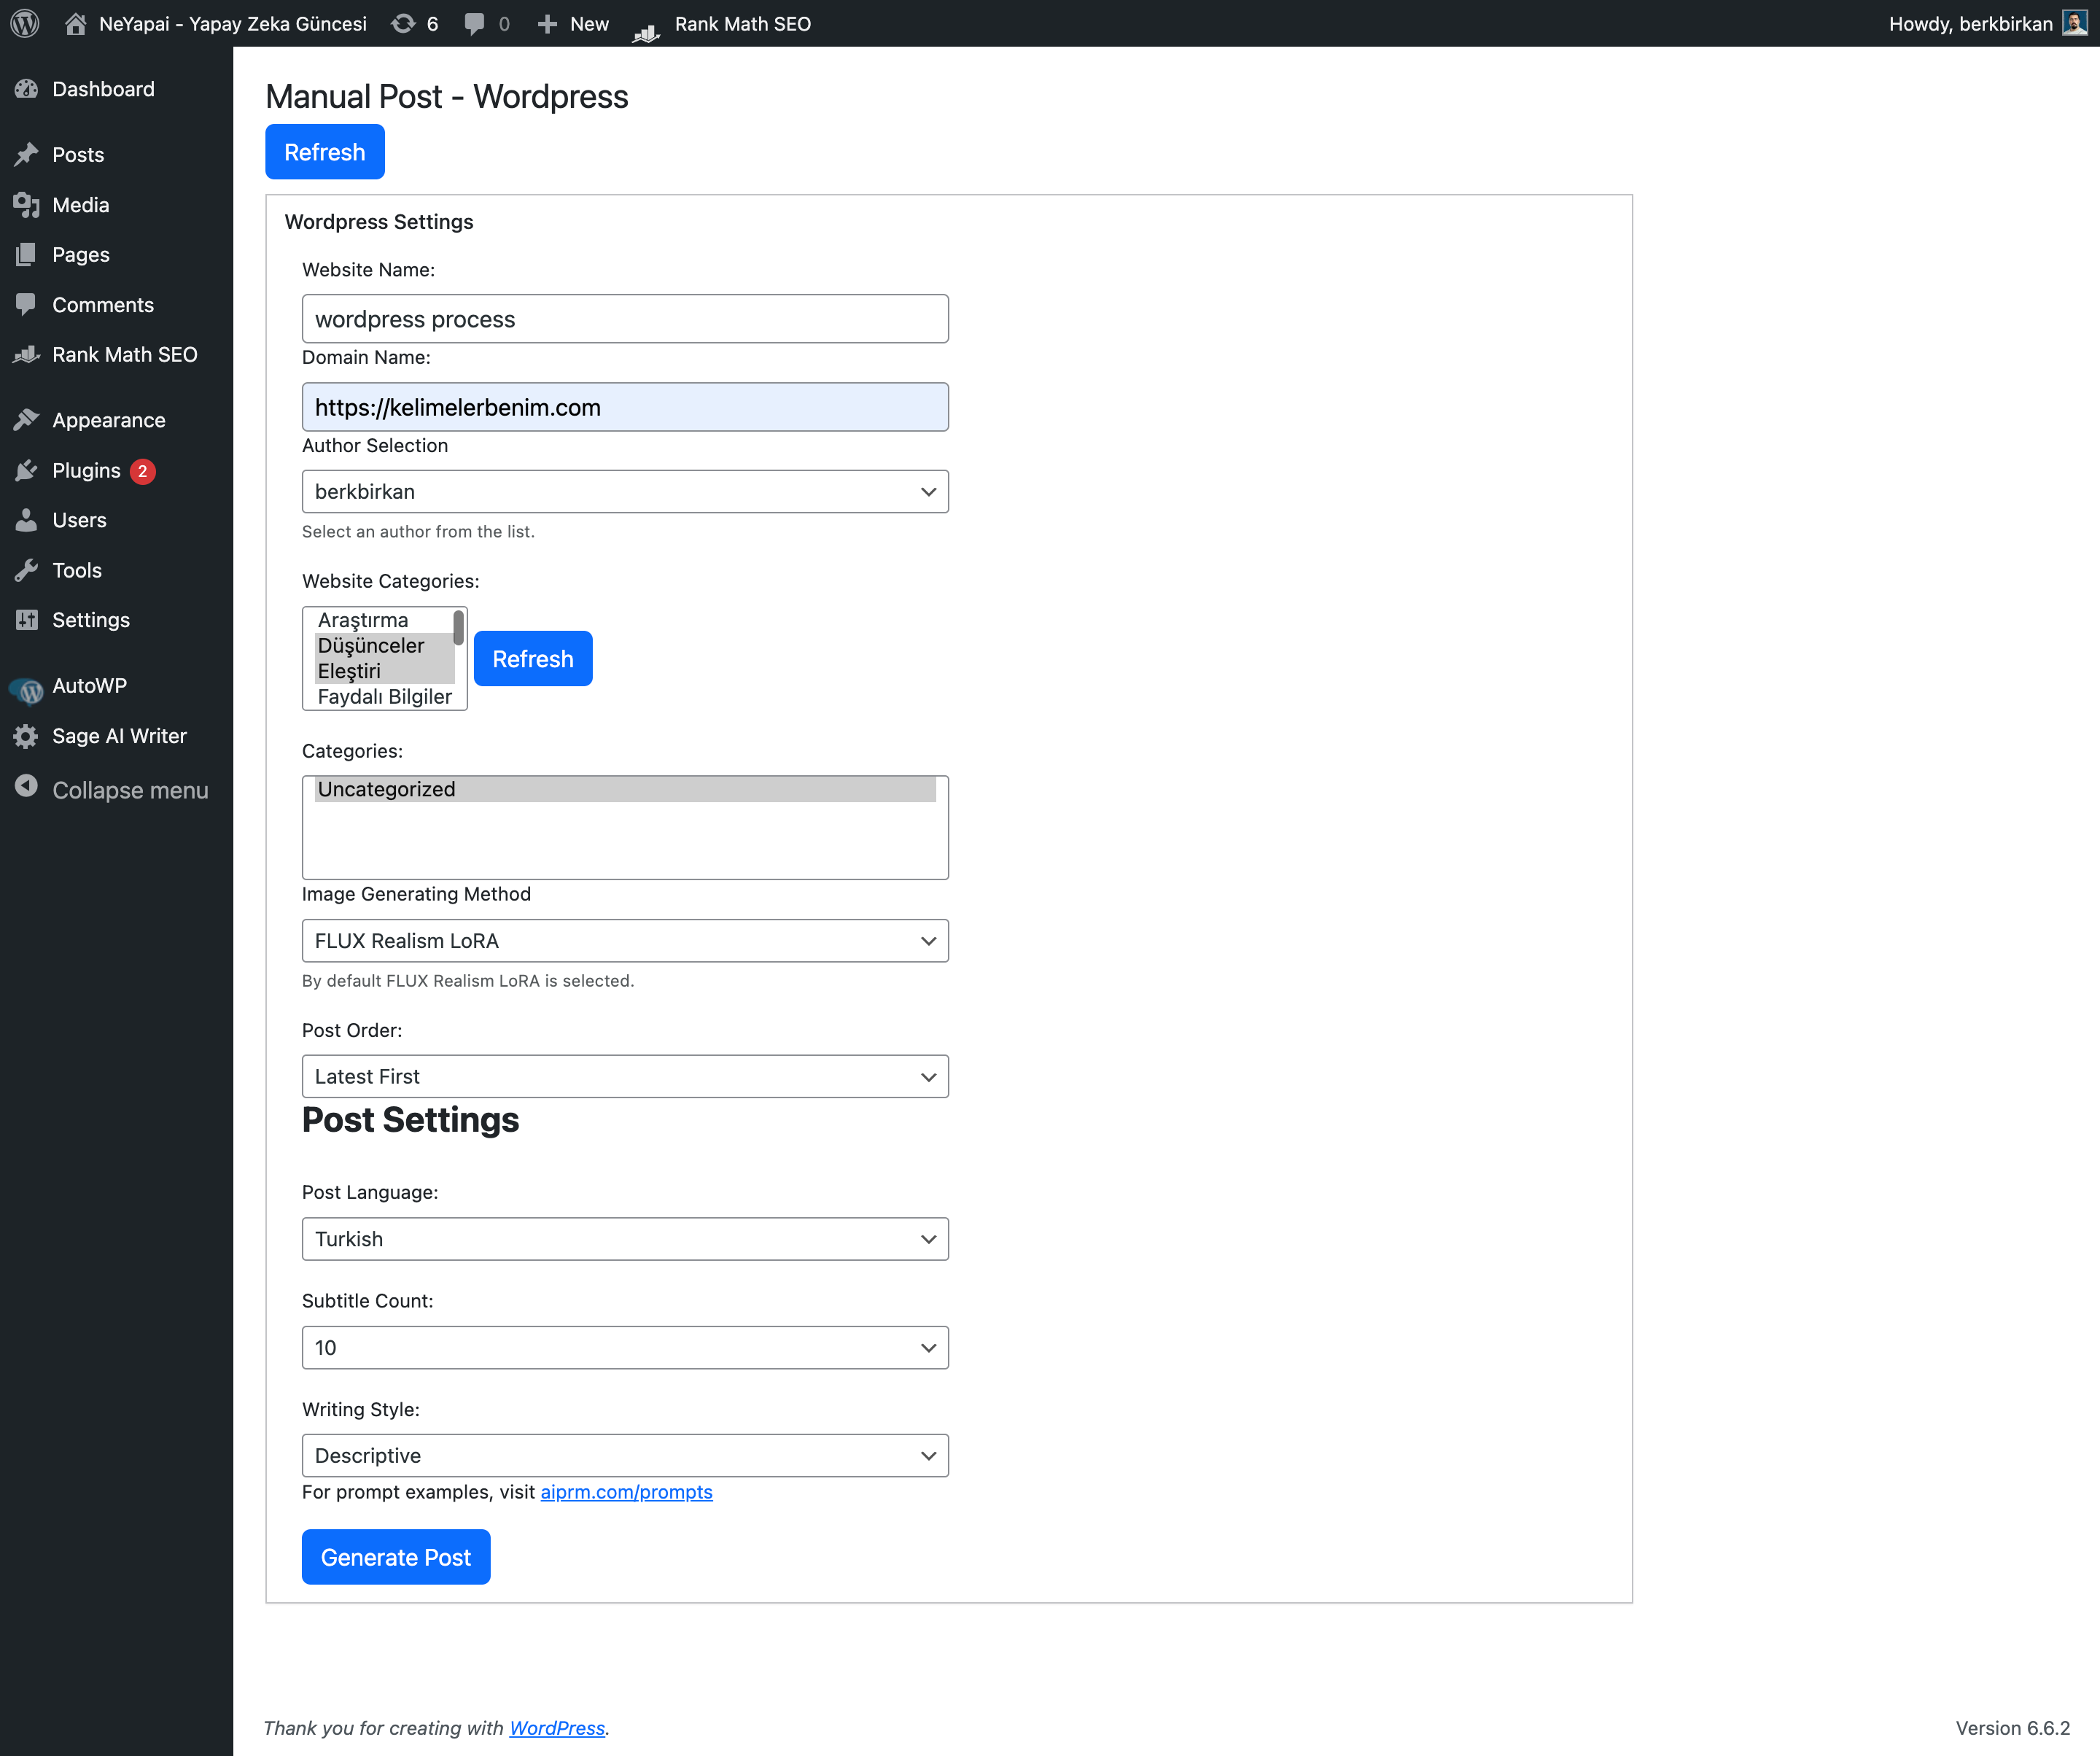 NeYapai - Yapay Zeka Güncesi 6 0 New Rank Math SEO Howdy, berkbirkan
Dashboard
Posts
Media
Pages
Comments
Rank Math SEO
Appearance
Plugins 2
Users
Tools
Settings
AutoWP
Sage AI Writer
Collapse menu
Manual Post - Wordpress
Refresh
Wordpress Settings
Website Name:
wordpress process
Domain Name:
https://kelimelerbenim.com
Author Selection
berkbirkan
Select an author from the list.
Website Categories:
Araştırma
Düşünceler
Eleştiri
Faydalı Bilgiler
Refresh
Categories:
Uncategorized
Image Generating Method
FLUX Realism LoRA
By default FLUX Realism LoRA is selected.
Post Order:
Latest First
Post Settings
Post Language:
Turkish
Subtitle Count:
10
Writing Style:
Descriptive
For prompt examples, visit aiprm.com/prompts
Generate Post
Thank you for creating with WordPress.
Version 6.6.2